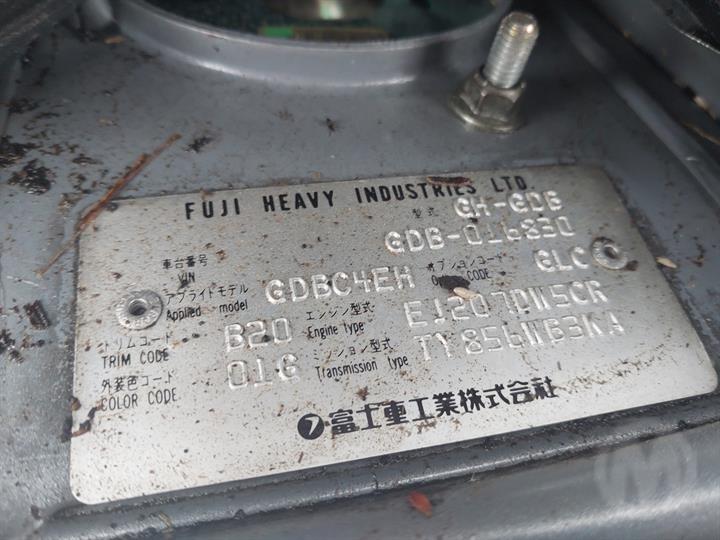 FUJI HEAVY INDUSTRIES LTD.
型式 GH-GDB
車台番号 VIN GDB-016830
アプライドモデル Applied model GDBC4EH オプションコード CODE GLC
トリムコード TRIM CODE B20 エンジン型式 Engine type EJ207DW5CR
外装色コード COLOR CODE 01G ミッション型式 Transmission type TY856WB3KA
富士重工業株式会社